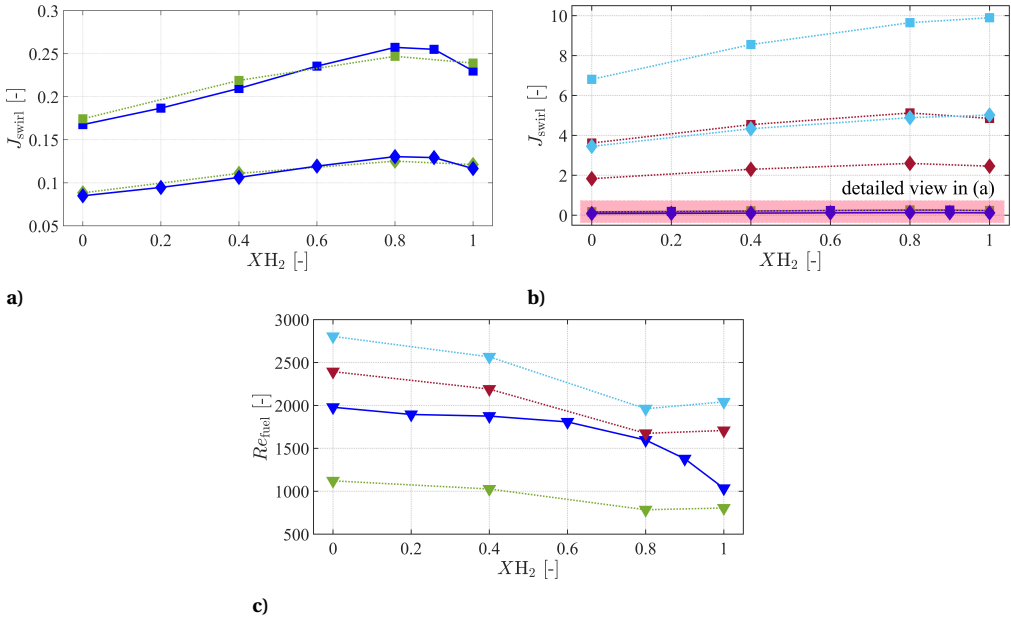 0.3
0.25
0.2
0.15
0.1
0.05
J_swirl [-]
0 0.2 0.4 0.6 0.8 1
XH₂ [-]
a)
10
8
6
4
2
0
J_swirl [-]
detailed view in (a)
0 0.2 0.4 0.6 0.8 1
XH₂ [-]
b)
3000
2500
2000
1500
1000
500
Re_fuel [-]
0 0.2 0.4 0.6 0.8 1
XH₂ [-]
c)